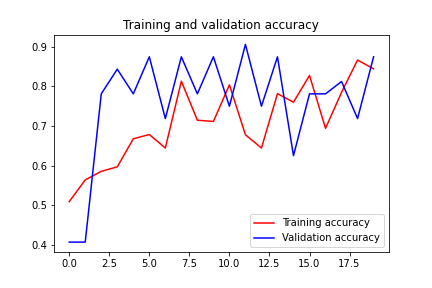 Training and validation accuracy
0.9
0.8
0.7
0.6
0.5
0.4
0.0 2.5 5.0 7.5 10.0 12.5 15.0 17.5
Training accuracy
Validation accuracy